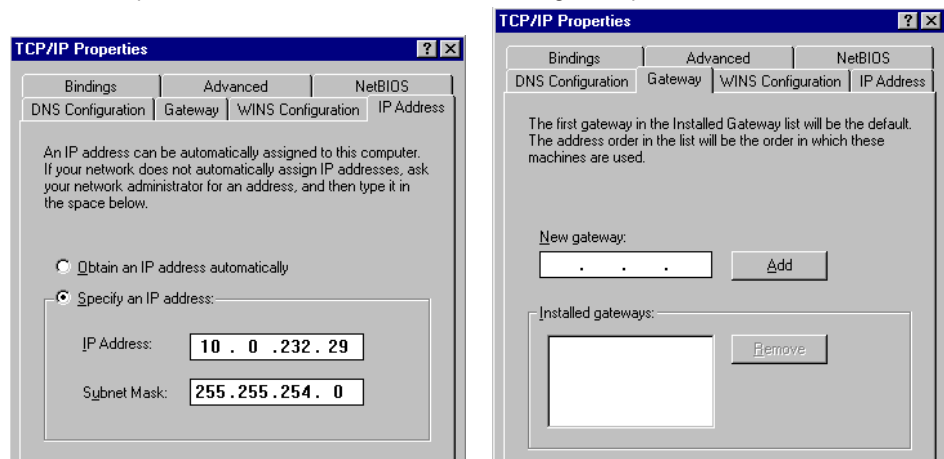 TCP/IP Properties
Bindings Advanced NetBIOS
DNS Configuration Gateway WINS Configuration IP Address
An IP address can be automatically assigned to this computer.
If your network does not automatically assign IP addresses, ask
your network administrator for an address, and then type it in
the space below.
Obtain an IP address automatically
Specify an IP address:
IP Address: 10 . 0 .232 . 29
Subnet Mask: 255.255.254 . 0
TCP/IP Properties
Bindings Advanced NetBIOS
DNS Configuration Gateway WINS Configuration IP Address
The first gateway in the Installed Gateway list will be the default.
The address order in the list will be the order in which these
machines are used.
New gateway:
. . . Add
Installed gateways:
Remove